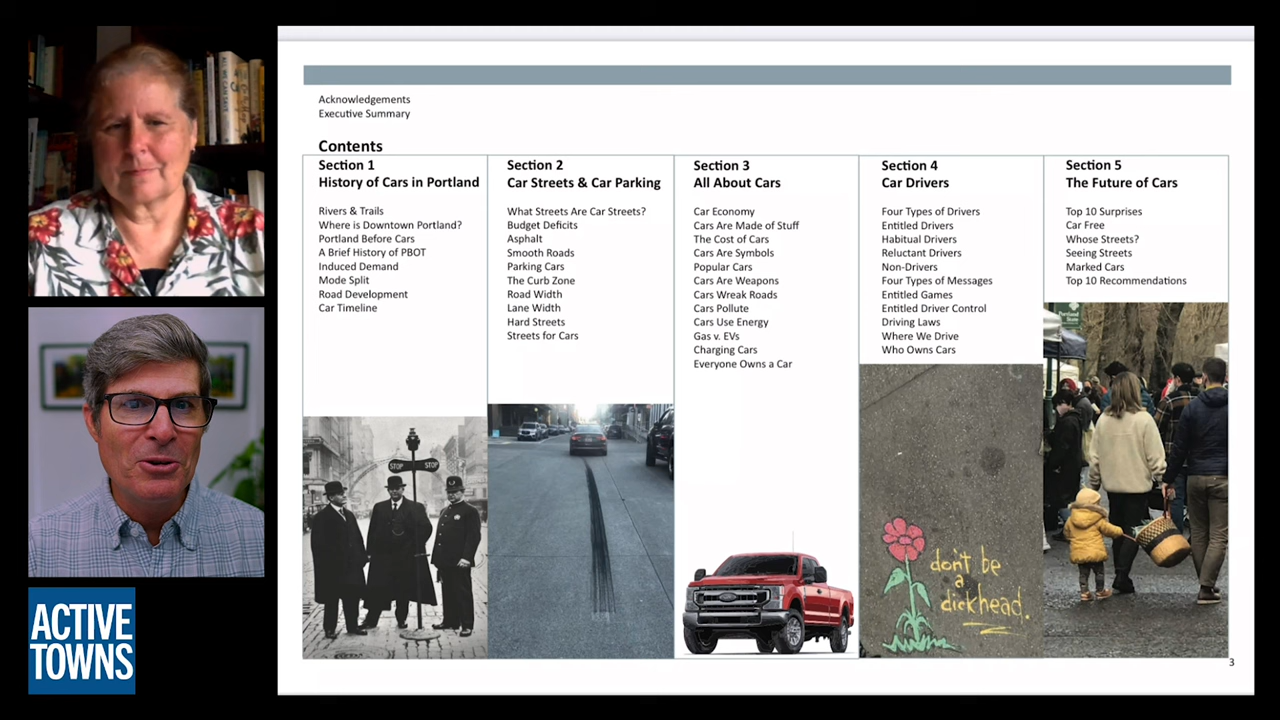 ALL WE CAN SAVE
ACTIVE
TOWNS
Acknowledgements
Executive Summary
Contents
Section 1
History of Cars in Portland
Rivers & Trails
Where is Downtown Portland?
Portland Before Cars
A Brief History of PBOT
Induced Demand
Mode Split
Road Development
Car Timeline
STOP STOP
Section 2
Car Streets & Car Parking
What Streets Are Car Streets?
Budget Deficits
Asphalt
Smooth Roads
Parking Cars
The Curb Zone
Road Width
Lane Width
Hard Streets
Streets for Cars
Section 3
All About Cars
Car Economy
Cars Are Made of Stuff
The Cost of Cars
Cars Are Symbols
Popular Cars
Cars Are Weapons
Cars Wreak Roads
Cars Pollute
Cars Use Energy
Gas v. EVs
Charging Cars
Everyone Owns a Car
Section 4
Car Drivers
Four Types of Drivers
Entitled Drivers
Habitual Drivers
Reluctant Drivers
Non-Drivers
Four Types of Messages
Entitled Games
Entitled Driver Control
Driving Laws
Where We Drive
Who Owns Cars
don't be
a
dickhead.
Section 5
The Future of Cars
Top 10 Surprises
Car Free
Whose Streets?
Seeing Streets
Marked Cars
Top 10 Recommendations
Portland
State
3